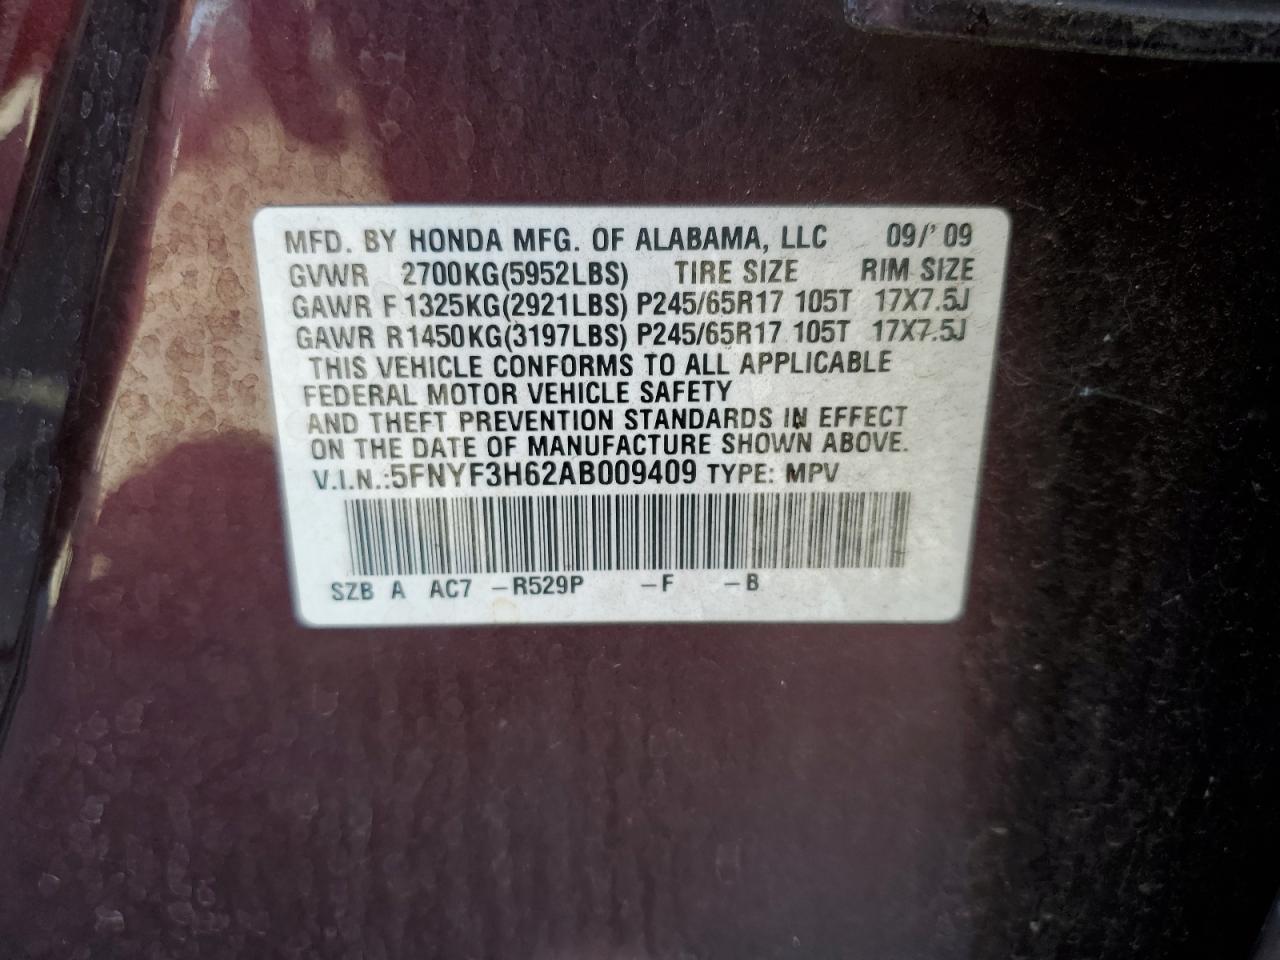 MFD. BY HONDA MFG. OF ALABAMA, LLC 09/'09
GVWR 2700KG(5952LBS) TIRE SIZE RIM SIZE
GAWR F 1325KG(2921LBS) P245/65R17 105T 17X7.5J
GAWR R1450KG(3197LBS) P245/65R17 105T 17X7.5J
THIS VEHICLE CONFORMS TO ALL APPLICABLE
FEDERAL MOTOR VEHICLE SAFETY
AND THEFT PREVENTION STANDARDS IN EFFECT
ON THE DATE OF MANUFACTURE SHOWN ABOVE.
V.I.N.:5FNYF3H62AB009409 TYPE: MPV
SZB A AC7 -R529P -F -B